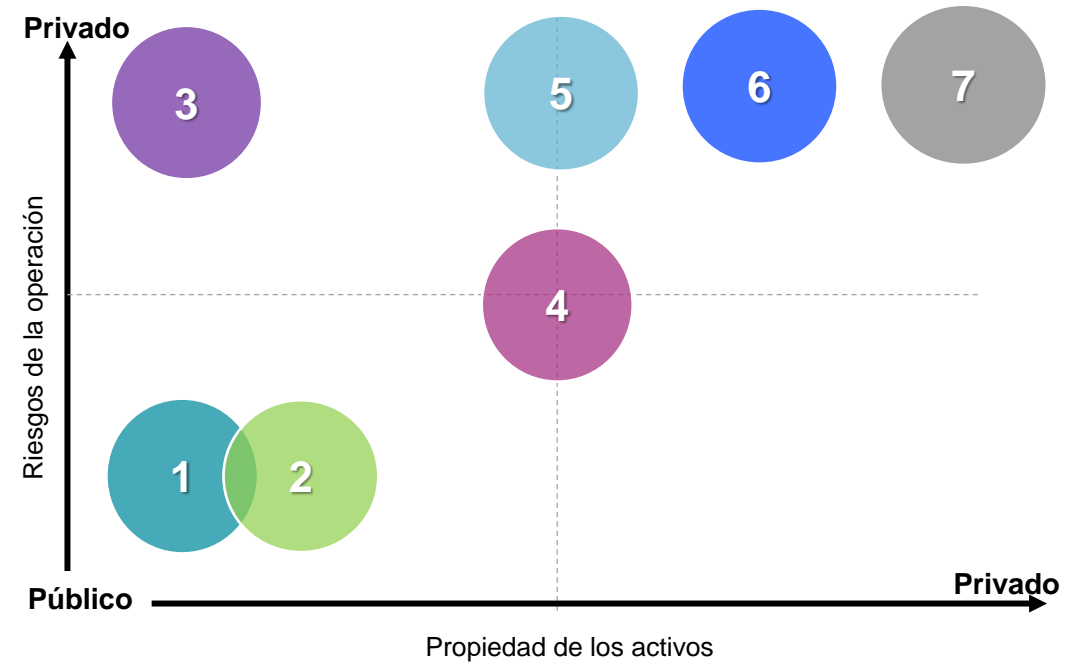 Privado
3
5
6
7
Riesgos de la operación
4
1
2
Público
Privado
Propiedad de los activos